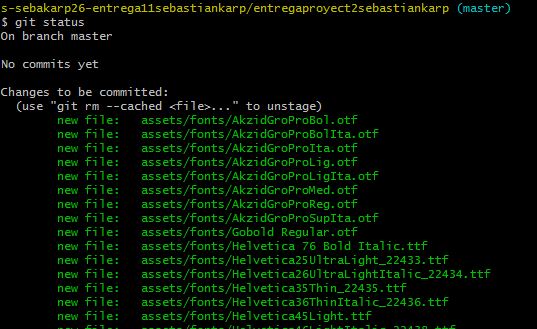 s-sebakarp26-entrega11sebastiankarp/entregaproyect2sebastiankarp (master)
$ git status
On branch master
No commits yet
Changes to be committed:
(use "git rm --cached <file>..." to unstage)
new file: assets/fonts/AkzidGroProBol.otf
new file: assets/fonts/AkzidGroProBolIta.otf
new file: assets/fonts/AkzidGroProIta.otf
new file: assets/fonts/AkzidGroProLig.otf
new file: assets/fonts/AkzidGroProLigIta.otf
new file: assets/fonts/AkzidGroProMed.otf
new file: assets/fonts/AkzidGroProReg.otf
new file: assets/fonts/AkzidGroProSupIta.otf
new file: assets/fonts/Gobold Regular.otf
new file: assets/fonts/Helvetica 76 Bold Italic.ttf
new file: assets/fonts/Helvetica25UltraLight_22433.ttf
new file: assets/fonts/Helvetica26UltraLightItalic_22434.ttf
new file: assets/fonts/Helvetica35Thin_22435.ttf
new file: assets/fonts/Helvetica36ThinItalic_22436.ttf
new file: assets/fonts/Helvetica45Light.ttf